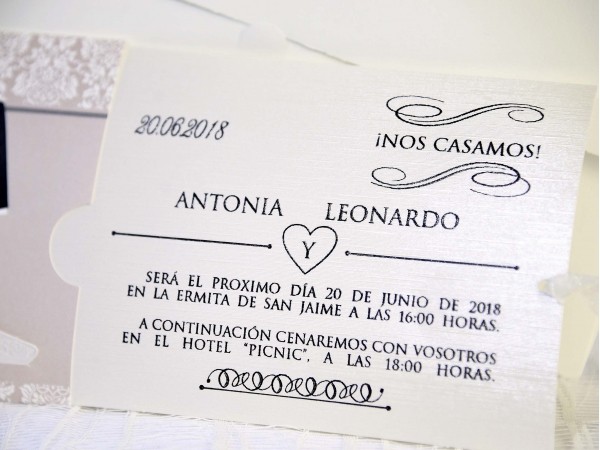 20.06.2018
¡NOS CASAMOS!
ANTONIA LEONARDO
Y
SERÁ EL PROXIMO DÍA 20 DE JUNIO DE 2018
EN LA ERMITA DE SAN JAIME A LAS 16:00 HORAS.
A CONTINUACIÓN CENAREMOS CON VOSOTROS
EN EL HOTEL "PICNIC", A LAS 18:00 HORAS.